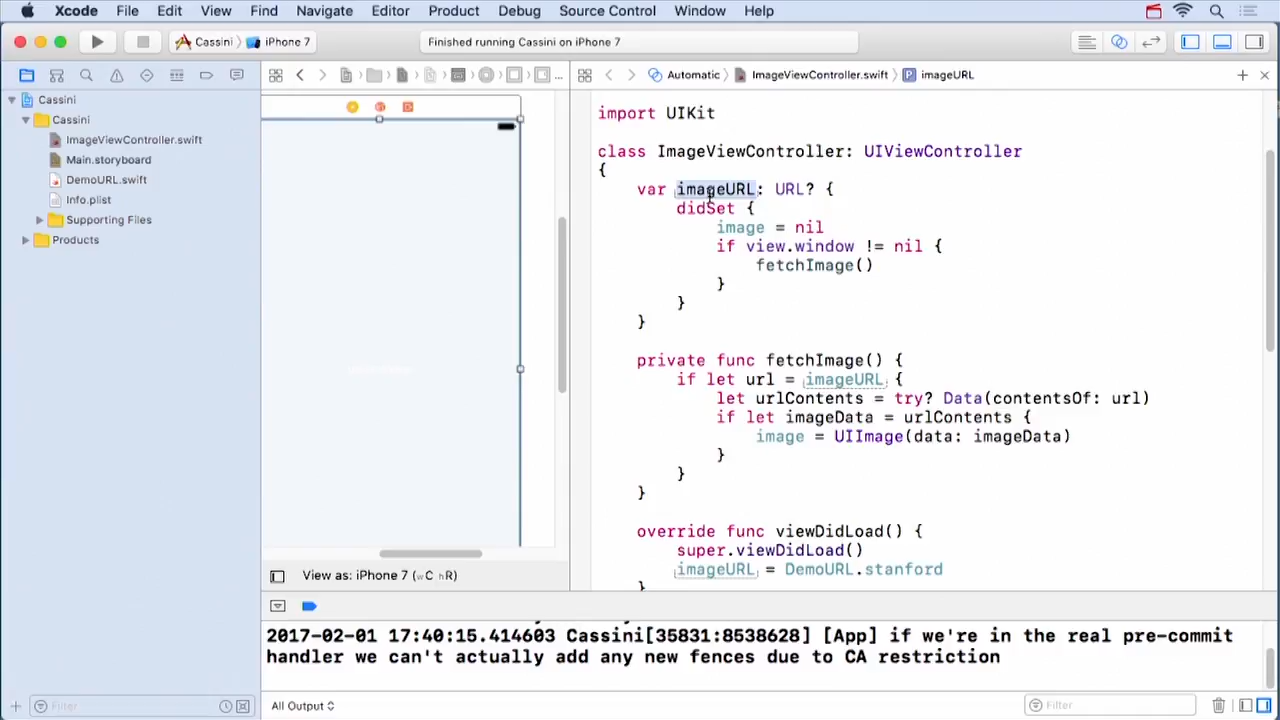 Xcode File Edit View Find Navigate Editor Product Debug Source Control Window Help
Cassini iPhone 7
Finished running Cassini on iPhone 7
...
Automatic ImageViewController.swift P imageURL
Cassini
Cassini
ImageViewController.swift
Main.storyboard
DemoURL.swift
Info.plist
Supporting Files
Products
import UIKit
class ImageViewController: UIViewController
{
var imageURL: URL? {
didSet {
image = nil
if view.window != nil {
fetchImage()
}
}
}
private func fetchImage() {
if let url = imageURL {
let urlContents = try? Data(contentsOf: url)
if let imageData = urlContents {
image = UIImage(data: imageData)
}
}
}
override func viewDidLoad() {
super.viewDidLoad()
imageURL = DemoURL.stanford
}
View as: iPhone 7 (wC hR)
2017-02-01 17:40:15.414603 Cassini[35831:8538628] [App] if we're in the real pre-commit
handler we can't actually add any new fences due to CA restriction
Filter
All Output
Filter